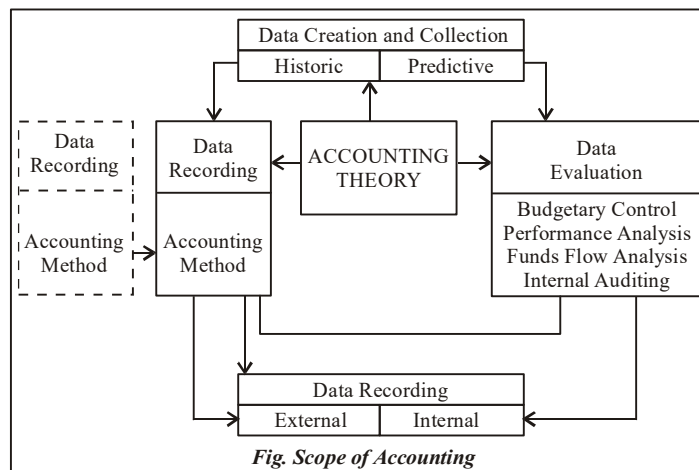 Data Creation and Collection
Historic
Predictive
Data
Recording
Accounting
Method
Data
Recording
Accounting
Method
ACCOUNTING
THEORY
Data
Evaluation
Budgetary Control
Performance Analysis
Funds Flow Analysis
Internal Auditing
Data Recording
External
Internal
Fig. Scope of Accounting